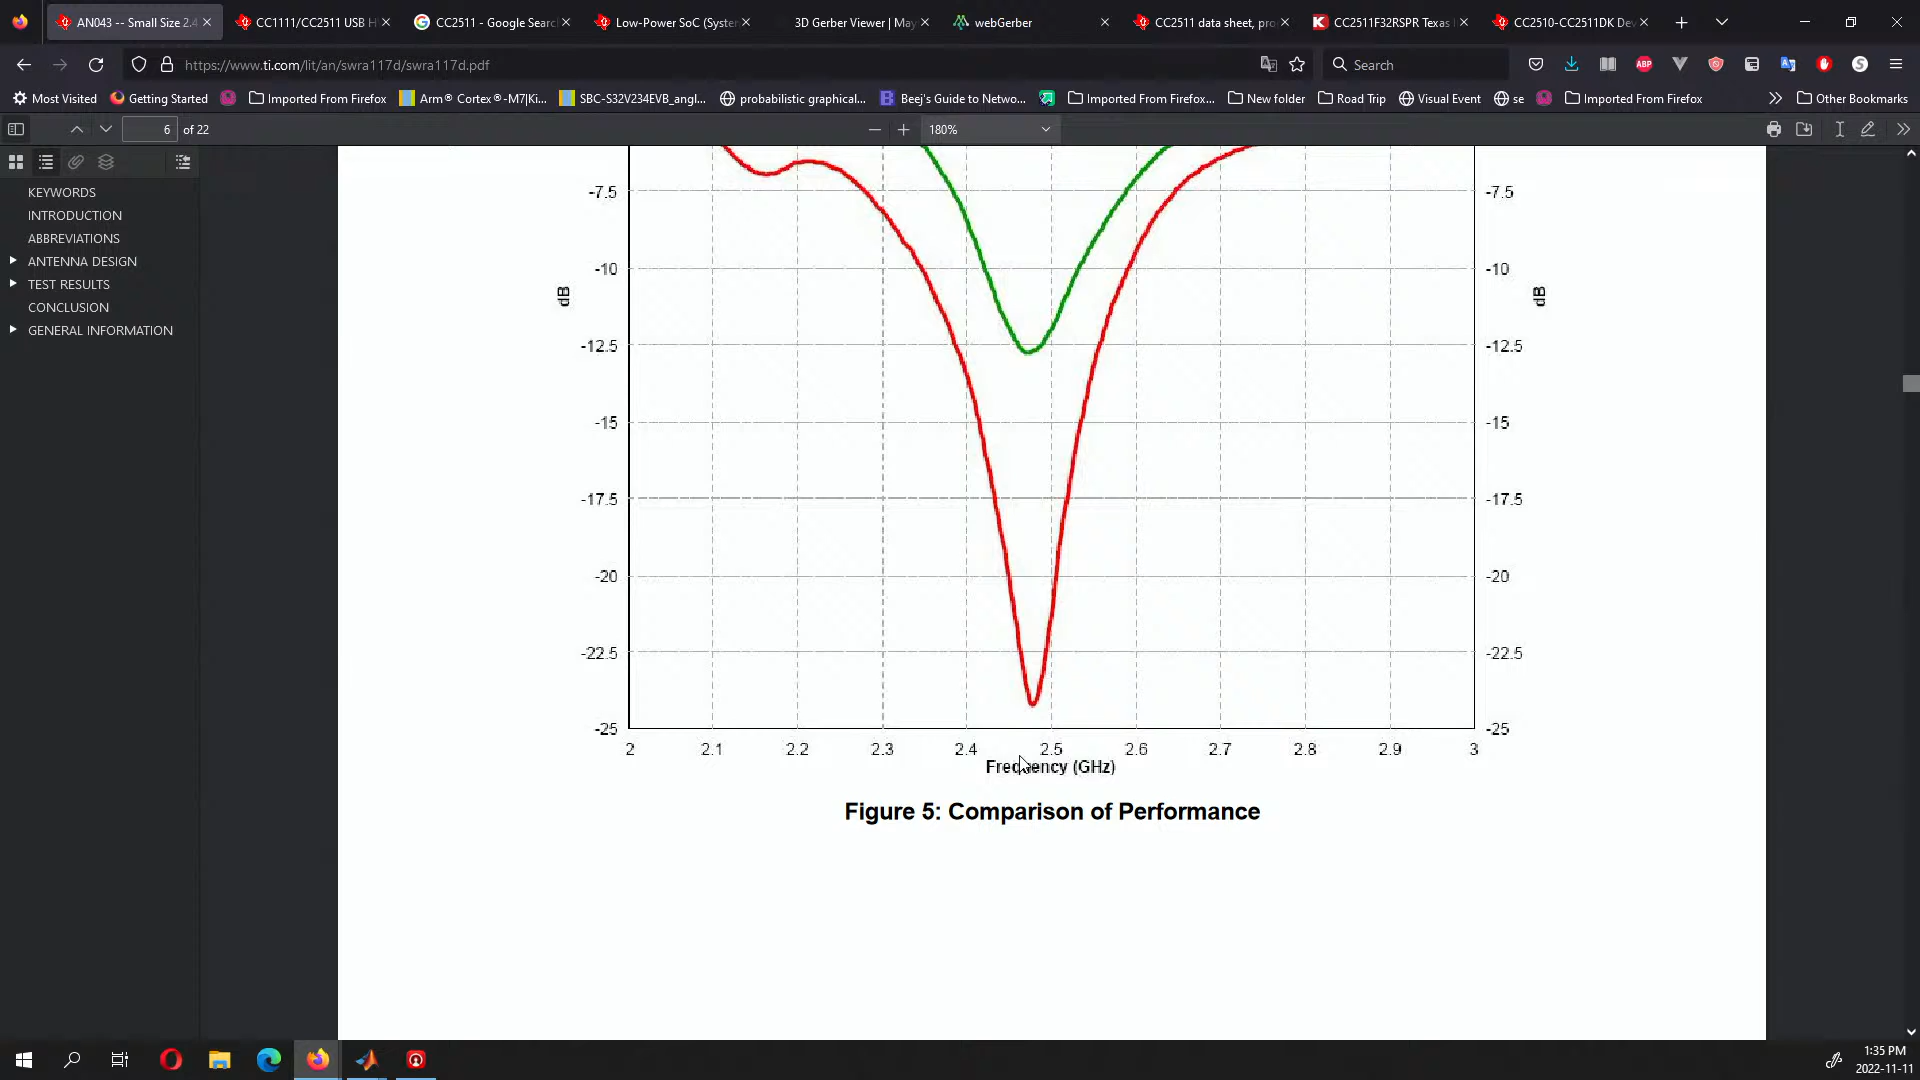 AN043 -- Small Size 2.4
CC1111/CC2511 USB H
CC2511 - Google Searc
Low-Power SoC (System
3D Gerber Viewer | May
webGerber
CC2511 data sheet, pro
CC2511F32RSPR Texas
CC2510-CC2511DK Dev
https://www.ti.com/lit/an/swra117d/swra117d.pdf
Search
Most Visited
Getting Started
Imported From Firefox
Arm® Cortex®-M7|Ki...
SBC-S32V234EVB_angl...
probabilistic graphical...
Beej's Guide to Netwo...
Imported From Firefox...
New folder
Road Trip
Visual Event
se
Imported From Firefox
Other Bookmarks
6 of 22
180%
KEYWORDS
INTRODUCTION
ABBREVIATIONS
ANTENNA DESIGN
TEST RESULTS
CONCLUSION
GENERAL INFORMATION
-7.5 -7.5
-10 -10
dB dB
-12.5 -12.5
-15 -15
-17.5 -17.5
-20 -20
-22.5 -22.5
-25 -25
2 2.1 2.2 2.3 2.4 2.5 2.6 2.7 2.8 2.9 3
Frequency (GHz)
Figure 5: Comparison of Performance
1:35 PM
2022-11-11